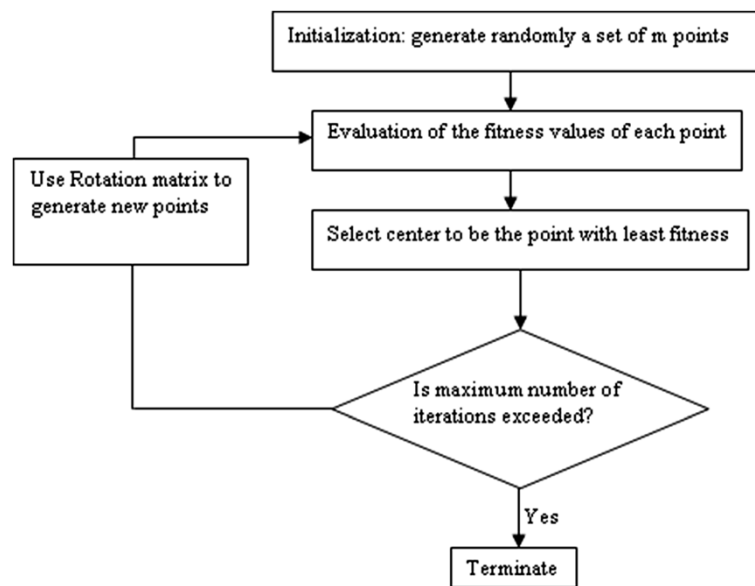 Initialization: generate randomly a set of m points
Evaluation of the fitness values of each point
Use Rotation matrix to
generate new points
Select center to be the point with least fitness
Is maximum number of
iterations exceeded?
Yes
Terminate